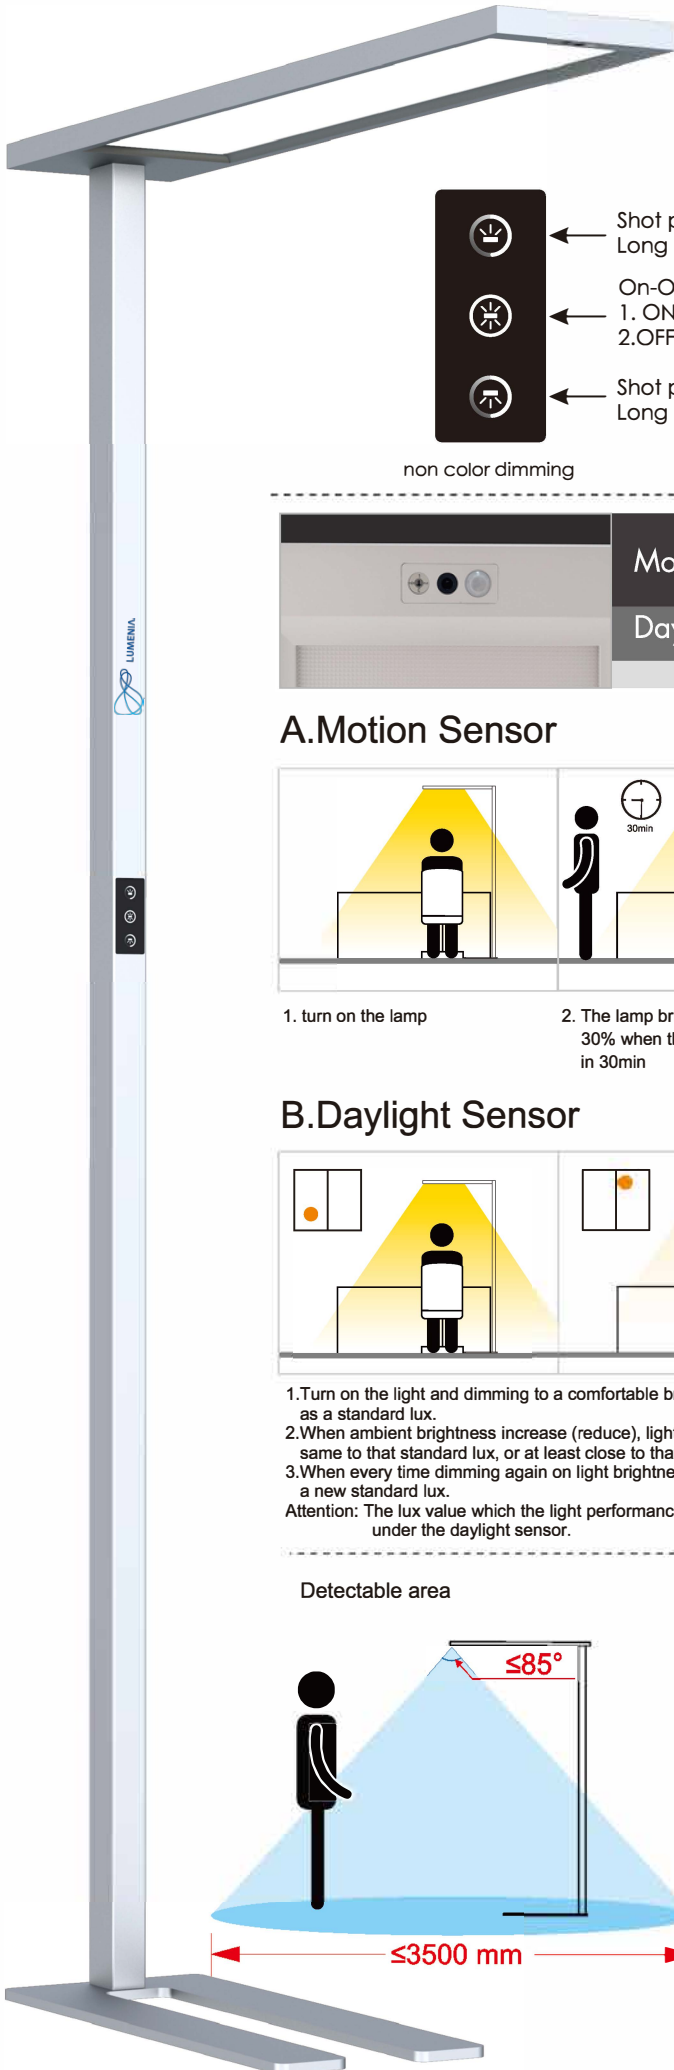 Shot p
Long
On-O
1. ON
2.OFF
Shot p
Long
non color dimming
Mo
Day
LUMENIA
A.Motion Sensor
30min
1. turn on the lamp
2. The lamp br
30% when th
in 30min
B.Daylight Sensor
1.Turn on the light and dimming to a comfortable b
as a standard lux.
2.When ambient brightness increase (reduce), light
same to that standard lux, or at least close to tha
3.When every time dimming again on light brightne
a new standard lux.
Attention: The lux value which the light performanc
under the daylight sensor.
Detectable area
≤85°
≤3500 mm